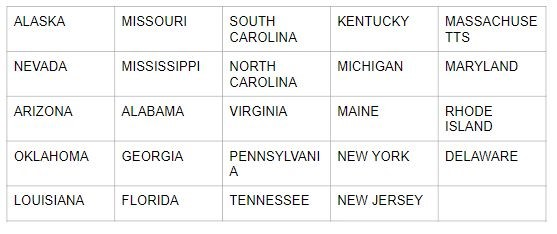 ALASKA MISSOURI SOUTH CAROLINA KENTUCKY MASSACHUSETTS
NEVADA MISSISSIPPI NORTH CAROLINA MICHIGAN MARYLAND
ARIZONA ALABAMA VIRGINIA MAINE RHODE ISLAND
OKLAHOMA GEORGIA PENNSYLVANIA NEW YORK DELAWARE
LOUISIANA FLORIDA TENNESSEE NEW JERSEY